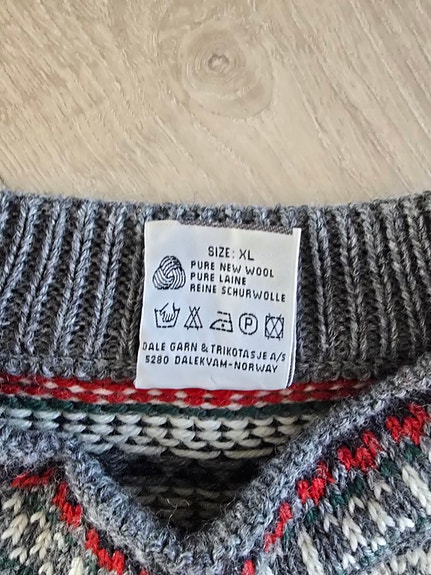 SIZE: XL
PURE NEW WOOL
PURE LAINE
REINE SCHURWOLLE
P
DALE GARN & TRIKOTASJE A/S
5280 DALEKVAM-NORWAY